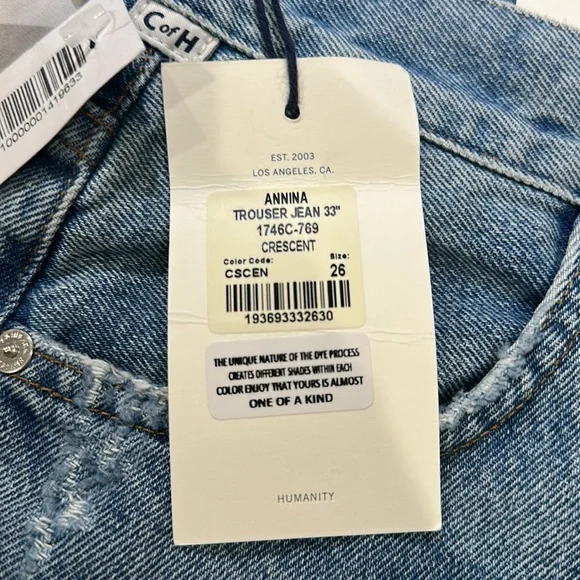 C of H
10000001419633
EST. 2003
LOS ANGELES, CA.
ANNINA
TROUSER JEAN 33"
1746C-769
CRESCENT
Color Code: Size:
CSCEN 26
193693332630
THE UNIQUE NATURE OF THE DYE PROCESS
CREATES DIFFERENT SHADES WITHIN EACH
COLOR ENJOY THAT YOURS IS ALMOST
ONE OF A KIND
HUMANITY